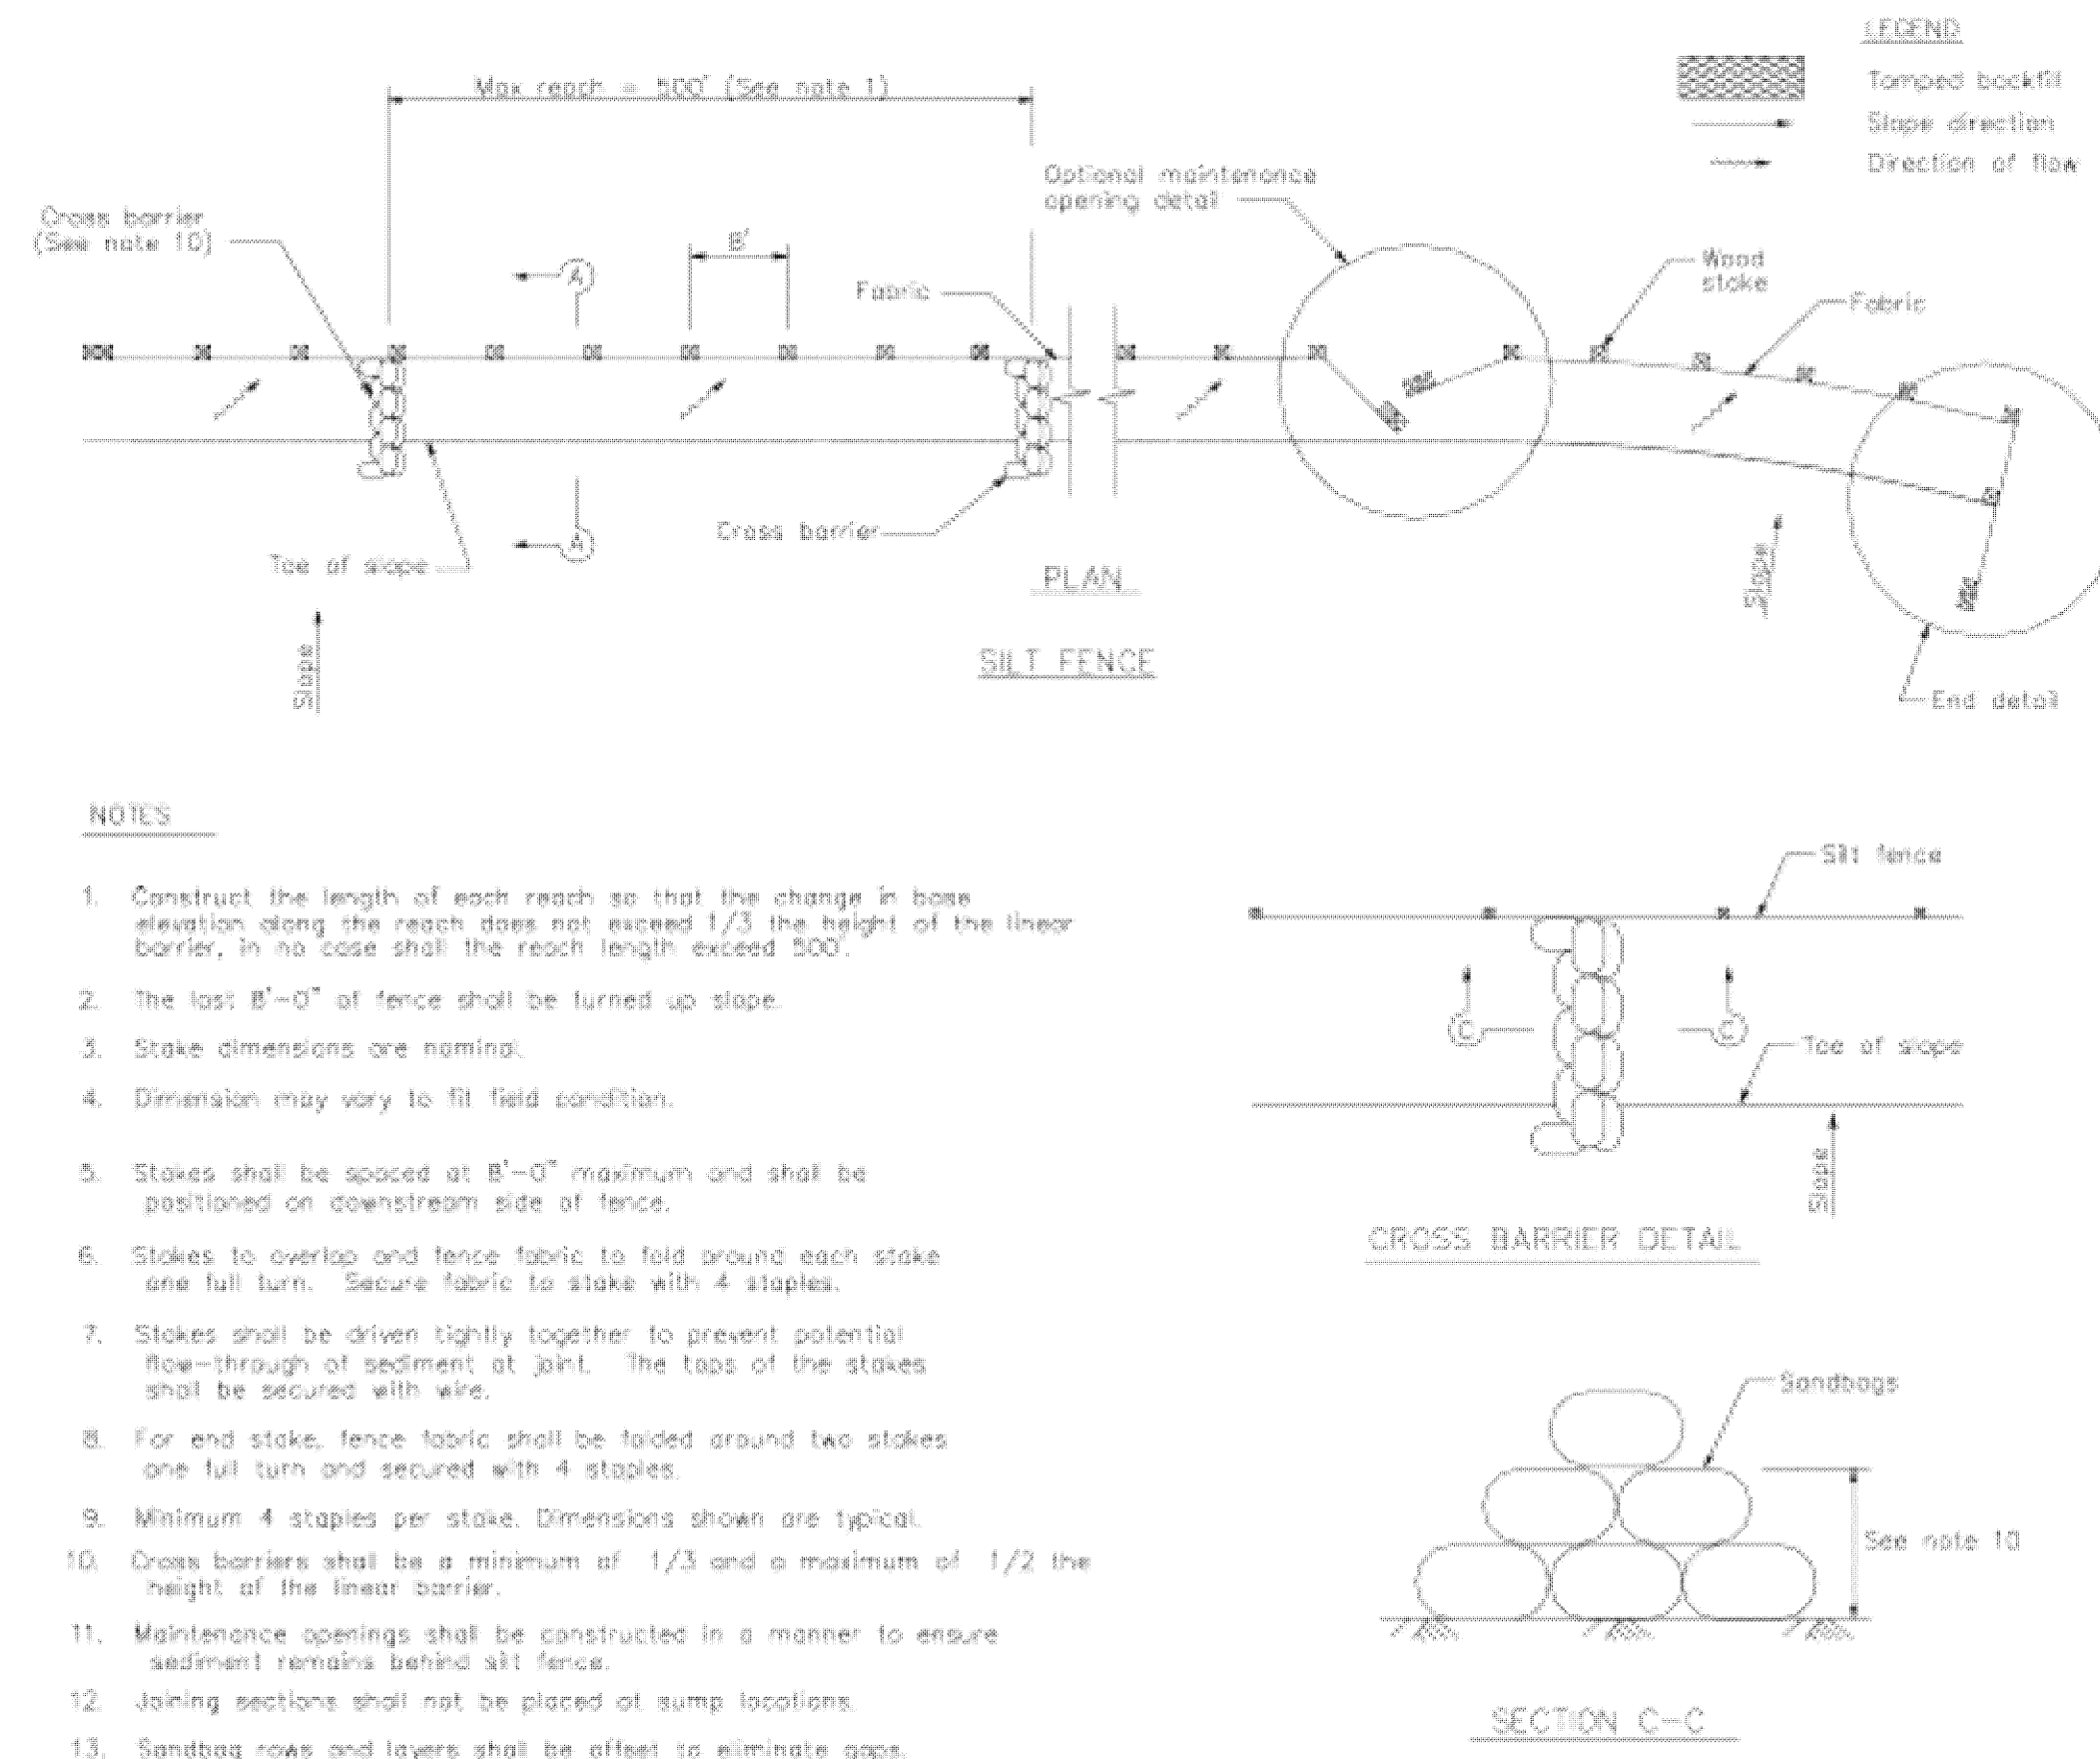 LEGEND
Tamped backfill
Slope direction
Direction of flow
Max reach = 500' (See note 1)
Optional maintenance
opening detail
Cross barrier
(See note 10)
8'
A
Fabric
Wood
stake
Fabric
Cross barrier
A
Toe of slope
PLAN
Slope
Slope
SILT FENCE
End detail
NOTES
1. Construct the length of each reach so that the change in base
elevation along the reach does not exceed 1/3 the height of the linear
barrier, in no case shall the reach length exceed 500'.
2. The last 8'-0" of fence shall be turned up slope.
3. Stake dimensions are nominal.
4. Dimension may vary to fit field condition.
5. Stakes shall be spaced at 8'-0" maximum and shall be
positioned on downstream side of fence.
6. Stakes to overlap and fence fabric to fold around each stake
one full turn. Secure fabric to stake with 4 staples.
7. Stakes shall be driven tightly together to prevent potential
flow-through of sediment at joint. The tops of the stakes
shall be secured with wire.
8. For end stake, fence fabric shall be folded around two stakes
one full turn and secured with 4 staples.
9. Minimum 4 staples per stake. Dimensions shown are typical.
10. Cross barriers shall be a minimum of 1/3 and a maximum of 1/2 the
height of the linear barrier.
11. Maintenance openings shall be constructed in a manner to ensure
sediment remains behind silt fence.
12. Joining sections shall not be placed at sump locations.
13. Sandbag rows and layers shall be offset to eliminate gaps.
Silt fence
C
C
Toe of slope
Slope
CROSS BARRIER DETAIL
Sandbags
See note 10
SECTION C-C